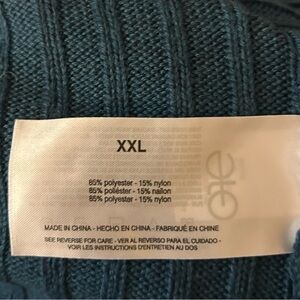 XXL
85% polyester - 15% nylon
85% poliéster - 15% nailon
85% polyester - 15% nylon
MADE IN CHINA - HECHO EN CHINA - FABRIQUÉ EN CHINE
SEE REVERSE FOR CARE - VER AL REVERSO PARA EL CUIDADO -
VOIR LES INSTRUCTIONS D'ENTRETIEN AU DOS